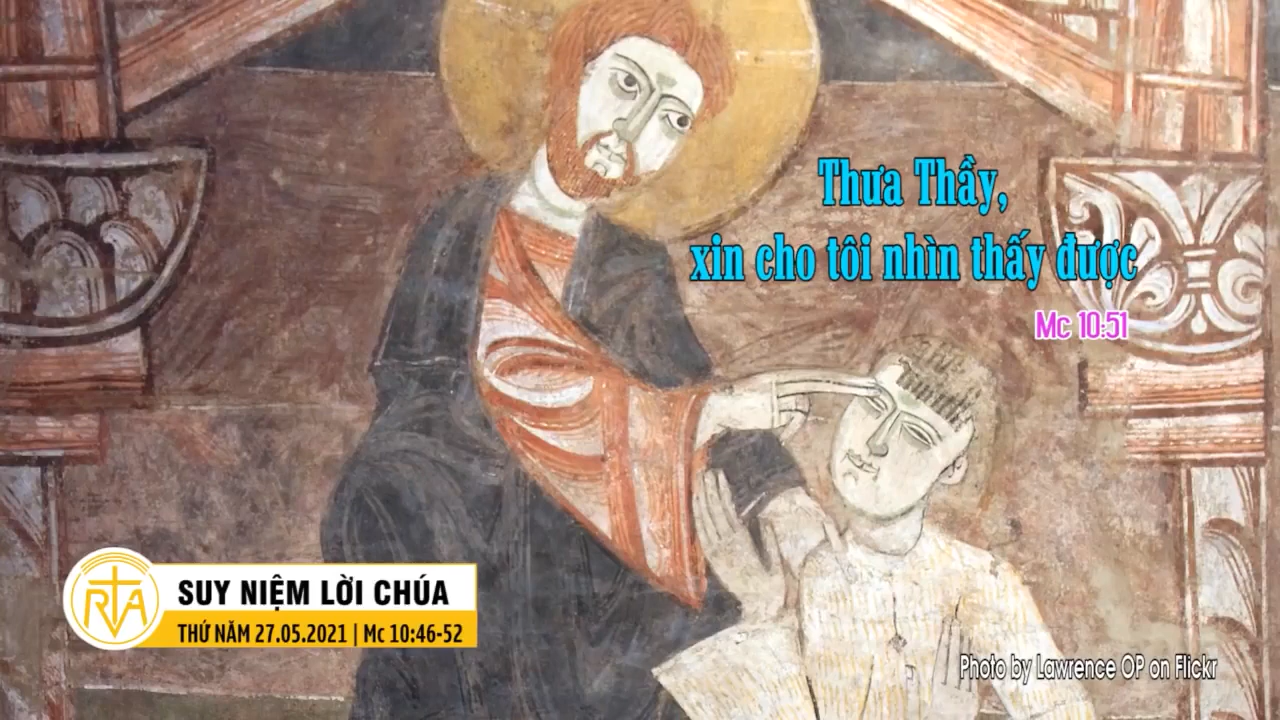 Thưa Thầy,
xin cho tôi nhìn thấy được
Mc 10:51
RTVA
SUY NIỆM LỜI CHÚA
THỨ NĂM 27.05.2021 | Mc 10:46-52
Photo by Lawrence OP on Flickr